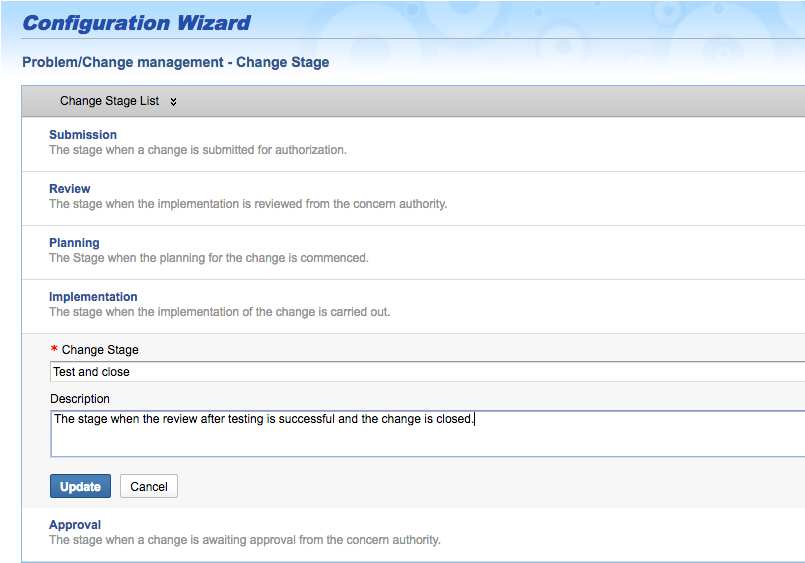 Configuration Wizard
Problem/Change management - Change Stage
Change Stage List
Submission
The stage when a change is submitted for authorization.
Review
The stage when the implementation is reviewed from the concern authority.
Planning
The Stage when the planning for the change is commenced.
Implementation
The stage when the implementation of the change is carried out.
* Change Stage
Test and close
Description
The stage when the review after testing is successful and the change is closed.
Update Cancel
Approval
The stage when a change is awaiting approval from the concern authority.